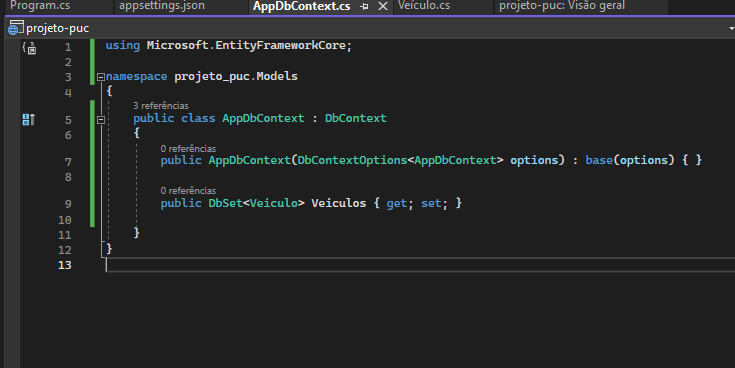 Program.cs appsettings.json AppDbContext.cs Veículo.cs projeto-puc: Visão geral
projeto-puc
1 using Microsoft.EntityFrameworkCore;
2
3 namespace projeto_puc.Models
4 {
3 referências
5 public class AppDbContext : DbContext
6 {
0 referências
7 public AppDbContext(DbContextOptions<AppDbContext> options) : base(options) { }
8
0 referências
9 public DbSet<Veiculo> Veiculos { get; set; }
10
11 }
12 }
13